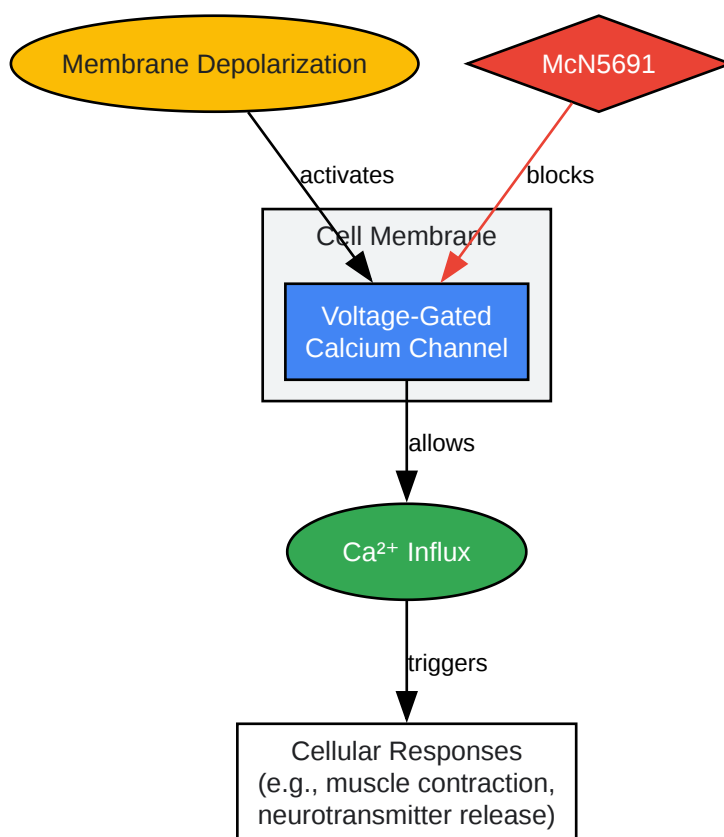 Membrane Depolarization
McN5691
activates
blocks
Cell Membrane
Voltage-Gated
Calcium Channel
allows
Ca²⁺ Influx
triggers
Cellular Responses
(e.g., muscle contraction,
neurotransmitter release)